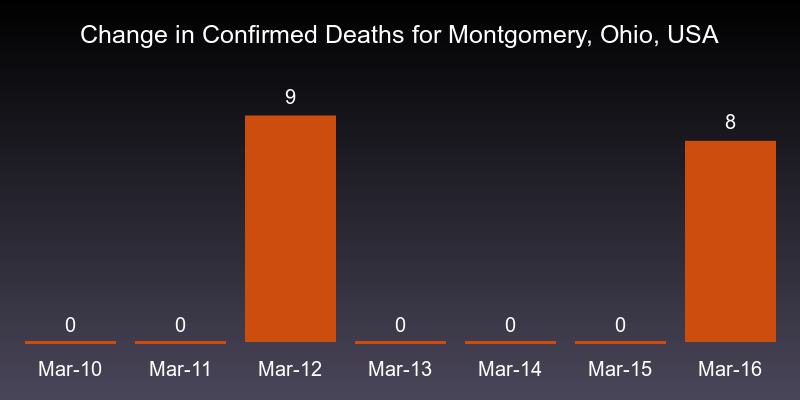 Change in Confirmed Deaths for Montgomery, Ohio, USA
9
8
0 0 0 0 0
Mar-10 Mar-11 Mar-12 Mar-13 Mar-14 Mar-15 Mar-16